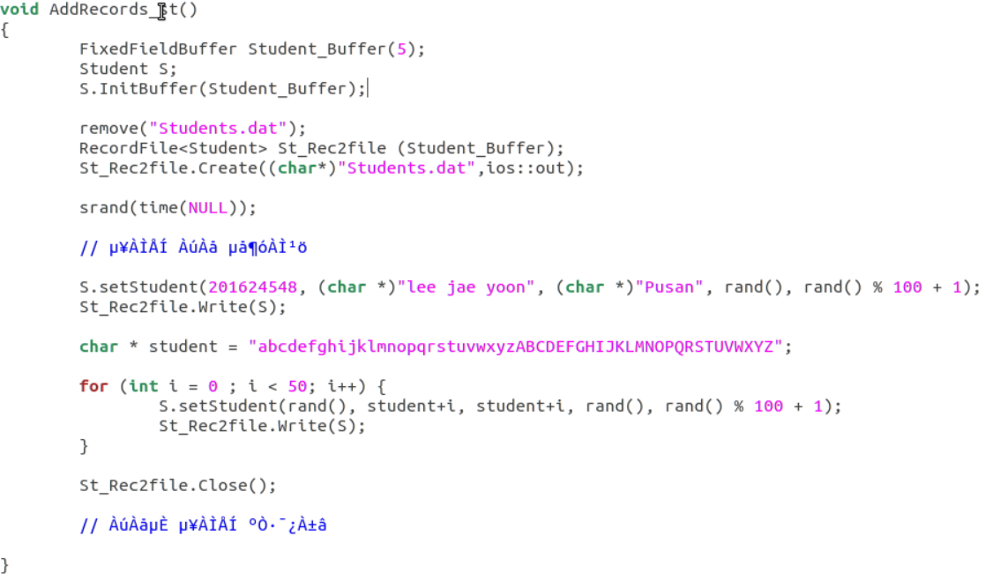 void AddRecords_st()
{
FixedFieldBuffer Student_Buffer(5);
Student S;
S.InitBuffer(Student_Buffer);
remove("Students.dat");
RecordFile<Student> St_Rec2file (Student_Buffer);
St_Rec2file.Create((char*)"Students.dat",ios::out);
srand(time(NULL));
// µ¥ÀÌÅÍ ÀúÀå µå¶óÀÌ¹ö
S.setStudent(201624548, (char *)"lee jae yoon", (char *)"Pusan", rand(), rand() % 100 + 1);
St_Rec2file.Write(S);
char * student = "abcdefghijklmnopqrstuvwxyzABCDEFGHIJKLMNOPQRSTUVWXYZ";
for (int i = 0 ; i < 50; i++) {
S.setStudent(rand(), student+i, student+i, rand(), rand() % 100 + 1);
St_Rec2file.Write(S);
}
St_Rec2file.Close();
// ÀúÀåµÈ µ¥ÀÌÅÍ ºÒ·¯¿À±â
}